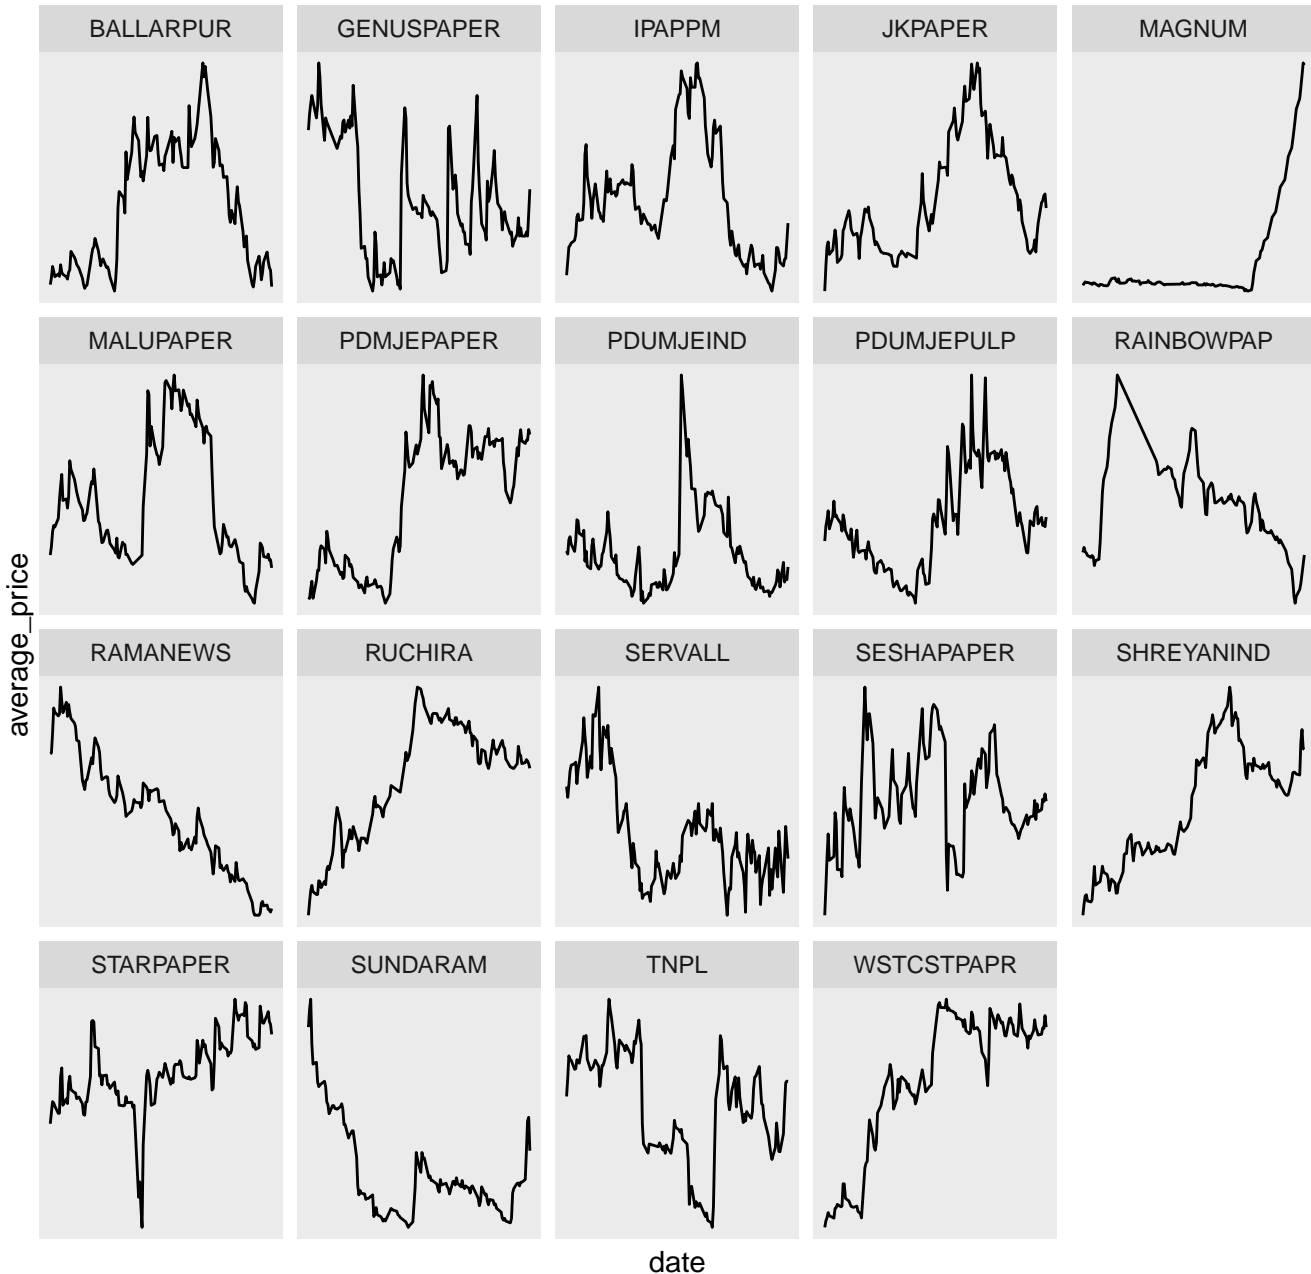 BALLARPUR
GENUSPAPER
IPAPPM
JKPAPER
MAGNUM
MALUPAPER
PDMJEPAPER
PDUMJEIND
PDUMJEPULP
RAINBOWPAP
RAMANEWS
RUCHIRA
SERVALL
SESHAPAPER
SHREYANIND
STARPAPER
SUNDARAM
TNPL
WSTCSTPAPR
average_price
date